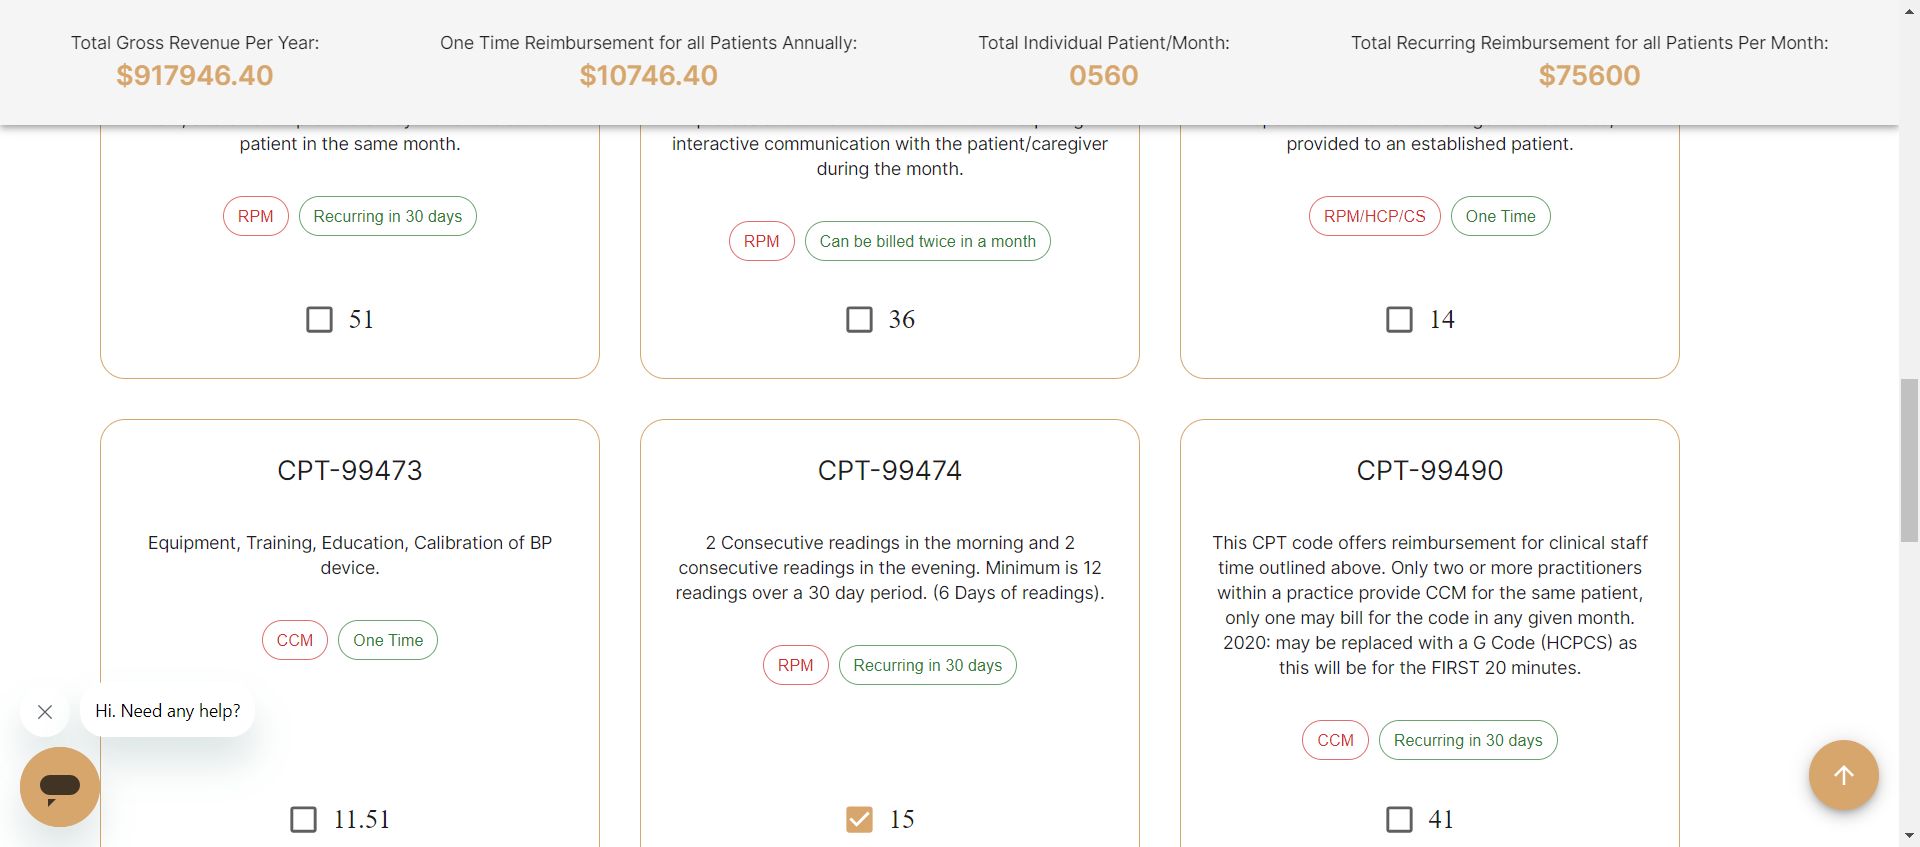 Total Gross Revenue Per Year:
$917946.40
One Time Reimbursement for all Patients Annually:
$10746.40
Total Individual Patient/Month:
0560
Total Recurring Reimbursement for all Patients Per Month:
$75600
patient in the same month.
RPM
Recurring in 30 days
51
interactive communication with the patient/caregiver
during the month.
RPM
Can be billed twice in a month
36
provided to an established patient.
RPM/HCP/CS
One Time
14
CPT-99473
Equipment, Training, Education, Calibration of BP
device.
CCM
One Time
11.51
CPT-99474
2 Consecutive readings in the morning and 2
consecutive readings in the evening. Minimum is 12
readings over a 30 day period. (6 Days of readings).
RPM
Recurring in 30 days
15
CPT-99490
This CPT code offers reimbursement for clinical staff
time outlined above. Only two or more practitioners
within a practice provide CCM for the same patient,
only one may bill for the code in any given month.
2020: may be replaced with a G Code (HCPCS) as
this will be for the FIRST 20 minutes.
CCM
Recurring in 30 days
41
Hi. Need any help?